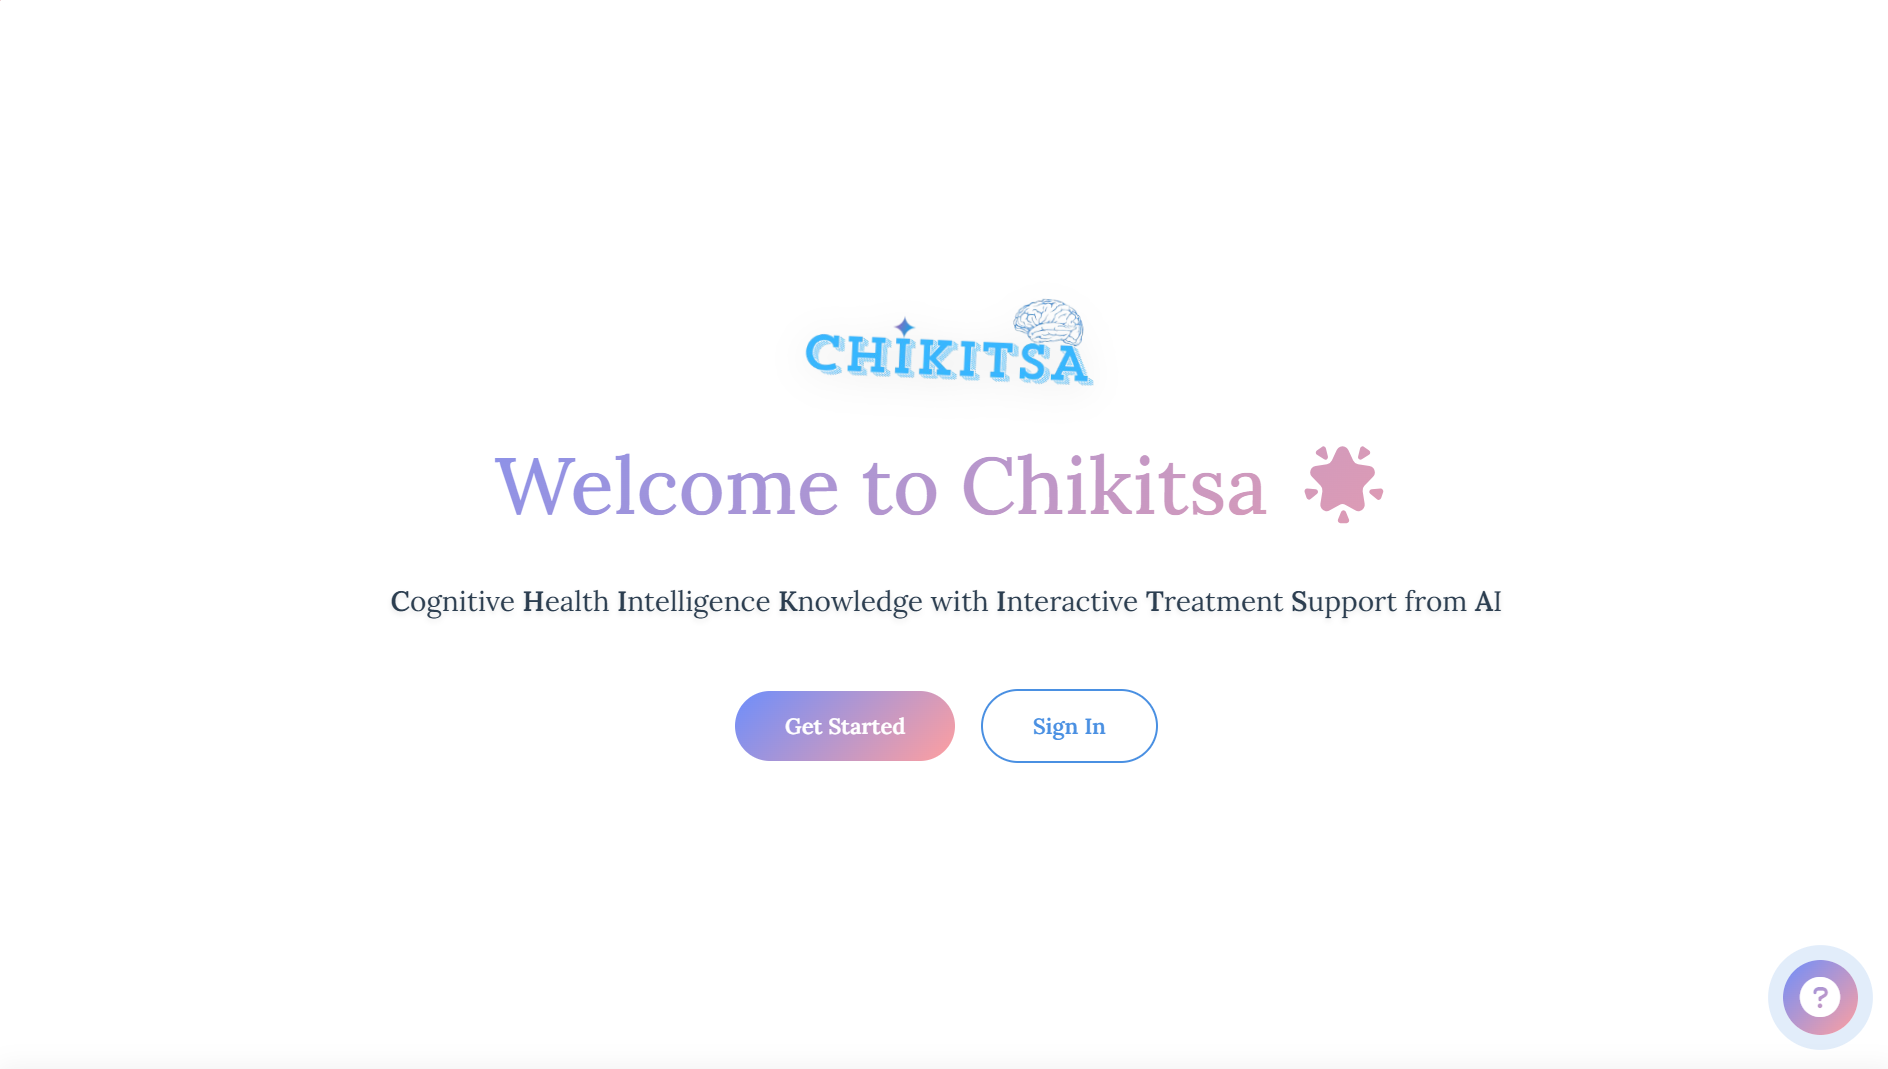 CHIKITSA
Welcome to Chikitsa
Cognitive Health Intelligence Knowledge with Interactive Treatment Support from AI
Get Started
Sign In
?